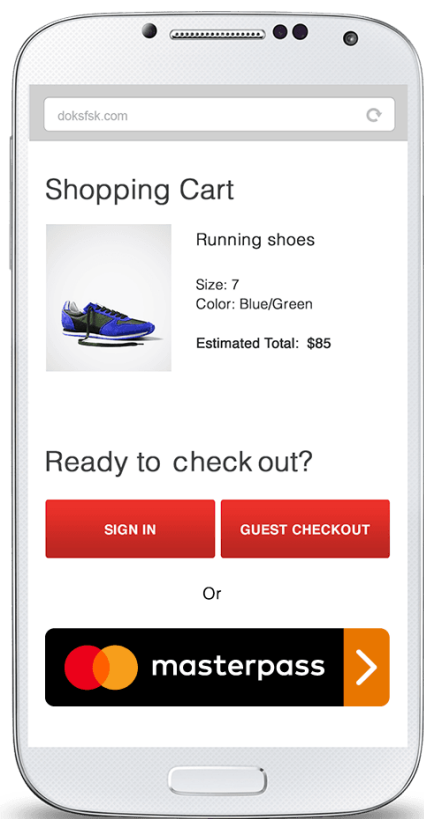 doksfsk.com
Shopping Cart
Running shoes
Size: 7
Color: Blue/Green
Estimated Total: $85
Ready to check out?
SIGN IN
GUEST CHECKOUT
Or
masterpass